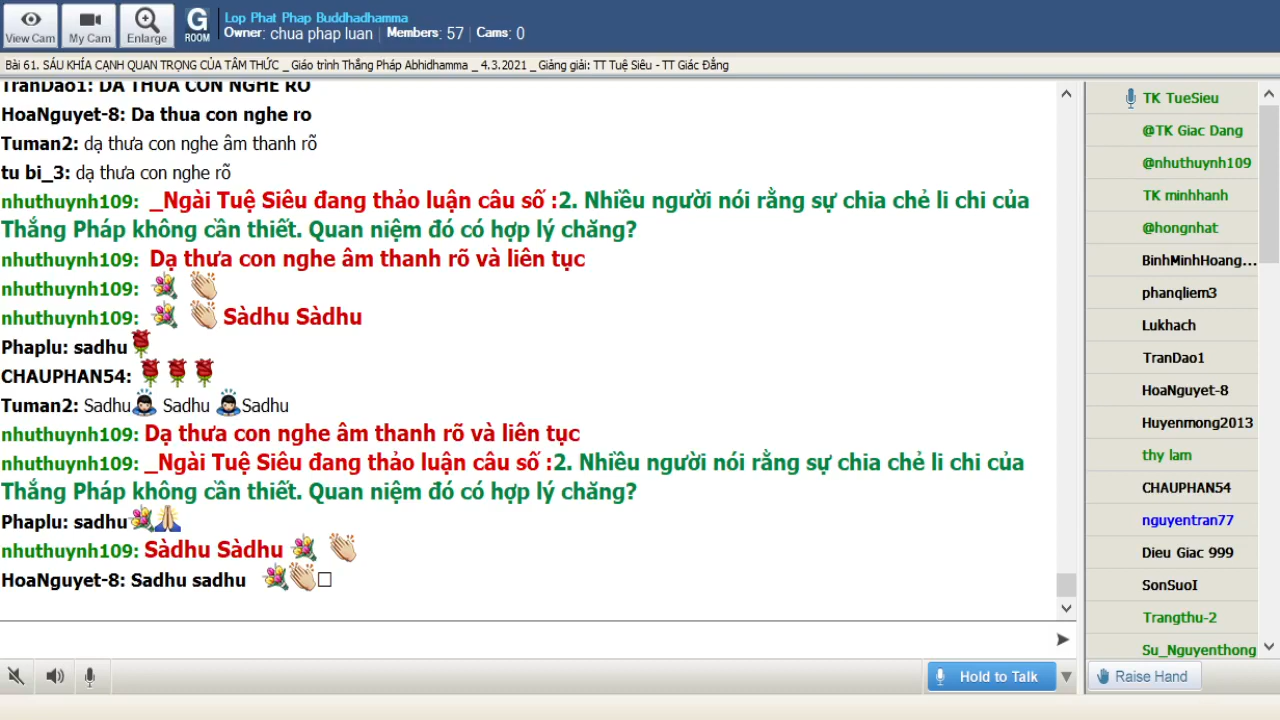 View Cam
My Cam
Enlarge
G
ROOM
Lop Phat Phap Buddhadhamma
Owner: chua phap luan Members: 57 Cams: 0
Bài 61. SÁU KHÍA CẠNH QUAN TRỌNG CỦA TÂM THỨC _ Giáo trình Thắng Pháp Abhidhamma _ 4.3.2021 _ Giảng giải: TT Tuệ Siêu - TT Giác Đẳng
TranDao1: DA THUA CON NGHE RO
HoaNguyet-8: Da thua con nghe ro
Tuman2: dạ thưa con nghe âm thanh rõ
tu bi_3: dạ thưa con nghe rõ
nhuthuynh109: _Ngài Tuệ Siêu đang thảo luận câu số :2. Nhiều người nói rằng sự chia chẻ li chi của
Thắng Pháp không cần thiết. Quan niệm đó có hợp lý chăng?
nhuthuynh109: Dạ thưa con nghe âm thanh rõ và liên tục
nhuthuynh109:
nhuthuynh109: Sàdhu Sàdhu
Phaplu: sadhu
CHAUPHAN54:
Tuman2: Sadhu Sadhu Sadhu
nhuthuynh109: Dạ thưa con nghe âm thanh rõ và liên tục
nhuthuynh109: _Ngài Tuệ Siêu đang thảo luận câu số :2. Nhiều người nói rằng sự chia chẻ li chi của
Thắng Pháp không cần thiết. Quan niệm đó có hợp lý chăng?
Phaplu: sadhu
nhuthuynh109: Sàdhu Sàdhu
HoaNguyet-8: Sadhu sadhu
Hold to Talk
TK TueSieu
@TK Giac Dang
@nhuthuynh109
TK minhhanh
@hongnhat
BinhMinhHoang...
phanqliem3
Lukhach
TranDao1
HoaNguyet-8
Huyenmong2013
thy lam
CHAUPHAN54
nguyentran77
Dieu Giac 999
SonSuoI
Trangthu-2
Su_Nguyenthong
Raise Hand